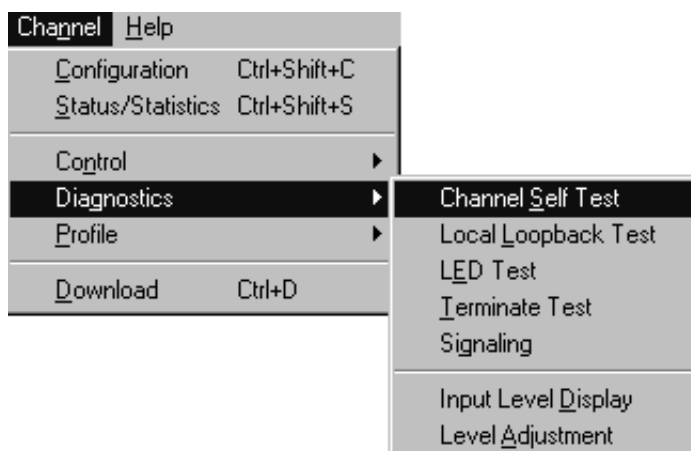 Channel Help
Configuration Ctrl+Shift+C
Status/Statistics Ctrl+Shift+S
Control
Diagnostics
Profile
Download Ctrl+D
Channel Self Test
Local Loopback Test
LED Test
Terminate Test
Signaling
Input Level Display
Level Adjustment